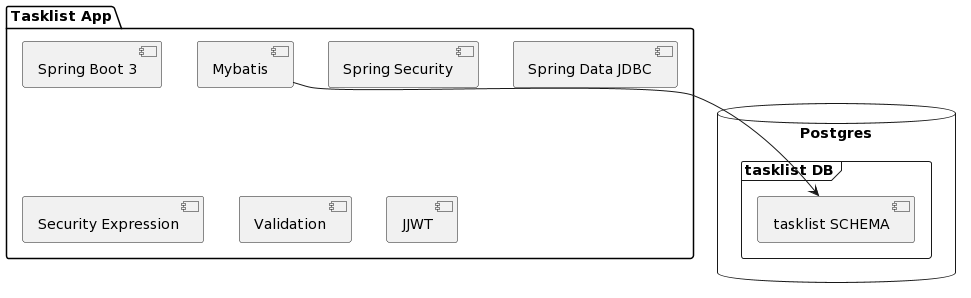 Tasklist App
Spring Boot 3
Mybatis
Spring Security
Spring Data JDBC
Security Expression
Validation
JJWT
Postgres
tasklist DB
tasklist SCHEMA